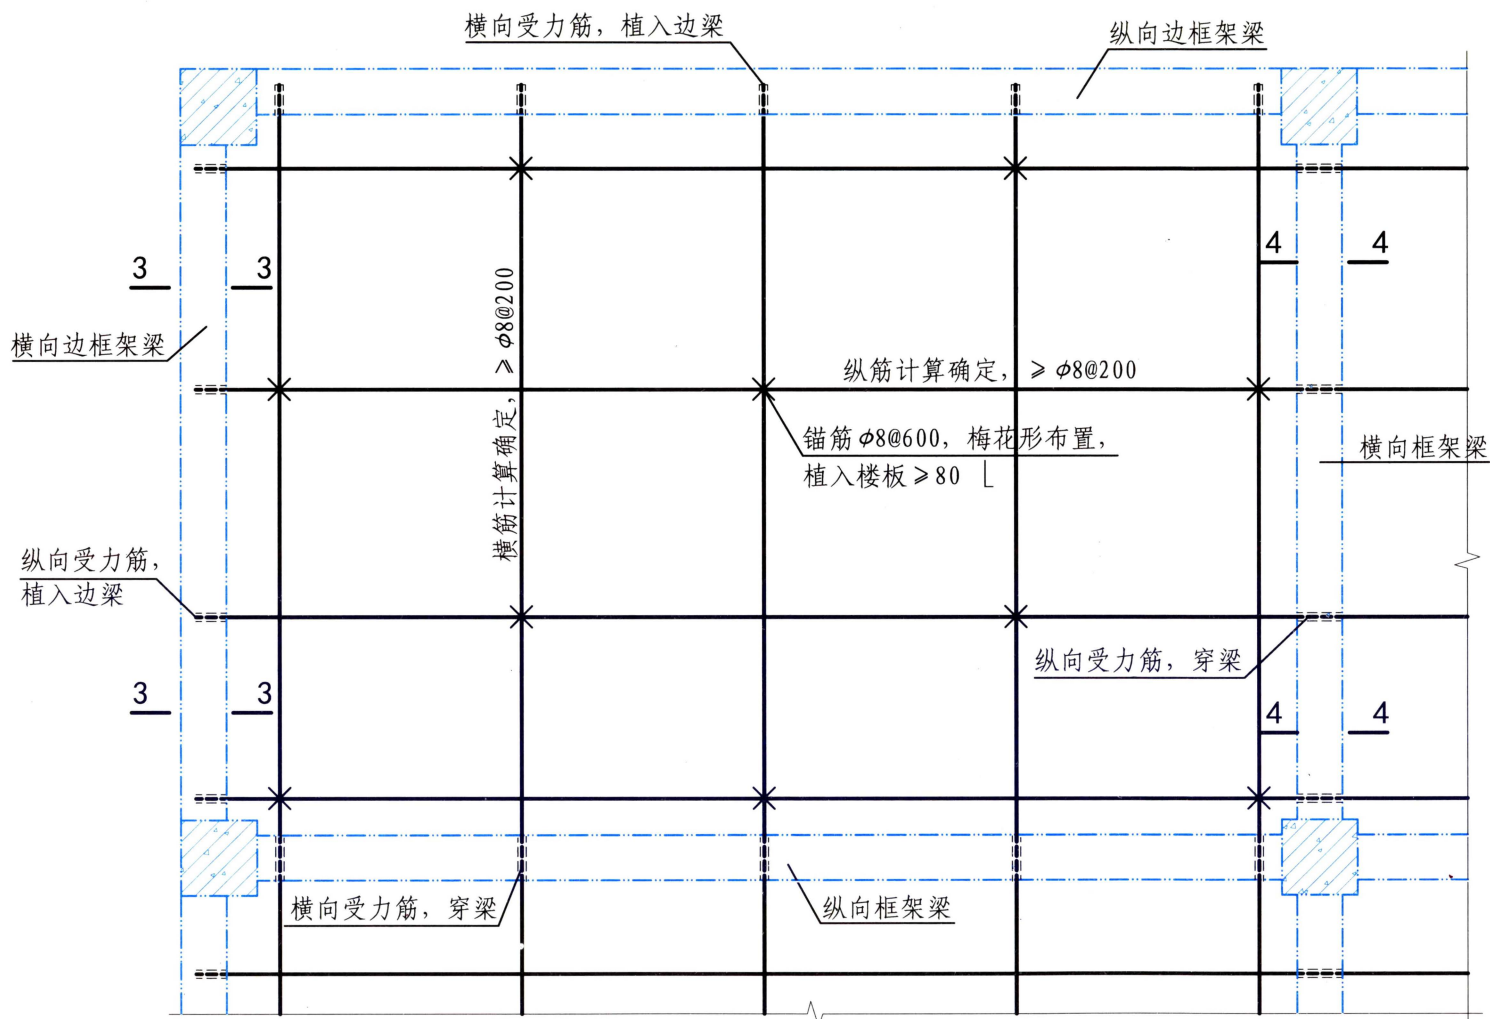 横向受力筋，植入边梁
纵向边框架梁
4
4
3
3
横筋计算确定，≥Φ8@200
横向边框架梁
纵筋计算确定，≥Φ8@200
锚筋Φ8@600，梅花形布置，
植入楼板≥80
横向框架梁
纵向受力筋，
植入边梁
纵向受力筋，穿梁
3
3
4
4
横向受力筋，穿梁
纵向框架梁